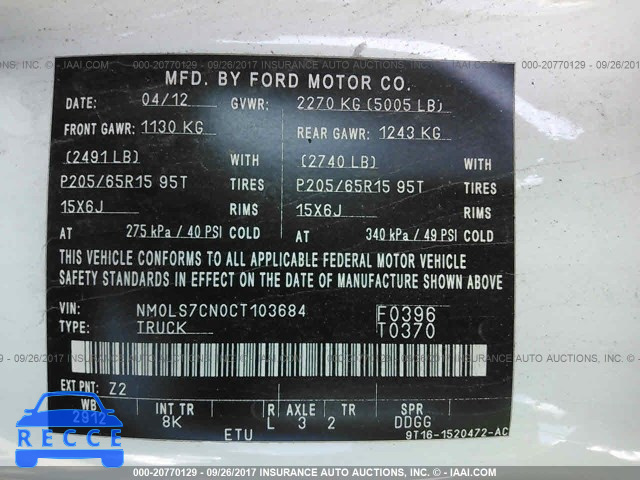 000-20770129 - 09/26/2017 INSURANCE AUTO AUCTIONS, INC. - IAAI.COM
MFD. BY FORD MOTOR CO.
DATE: 04/12 GVWR: 2270 KG (5005 LB)
FRONT GAWR: 1130 KG REAR GAWR: 1243 KG
(2491 LB) WITH (2740 LB) WITH
P205/65R15 95T TIRES P205/65R15 95T TIRES
15X6J RIMS 15X6J RIMS
AT 275 kPa / 40 PSI COLD AT 340 kPa / 49 PSI COLD
THIS VEHICLE CONFORMS TO ALL APPLICABLE FEDERAL MOTOR VEHICLE
SAFETY STANDARDS IN EFFECT ON THE DATE OF MANUFACTURE SHOWN ABOVE
VIN: NM0LS7CN0CT103684 F0396
TYPE: TRUCK T0370
EXT PNT: Z2
WB INT TR R AXLE TR SPR
2912 8K L 3 2 DDGG
ETU 9T16-1520472-AC
000-20770129 - 09/26/2017 INSURANCE AUTO AUCTIONS, INC. - IAAI.COM